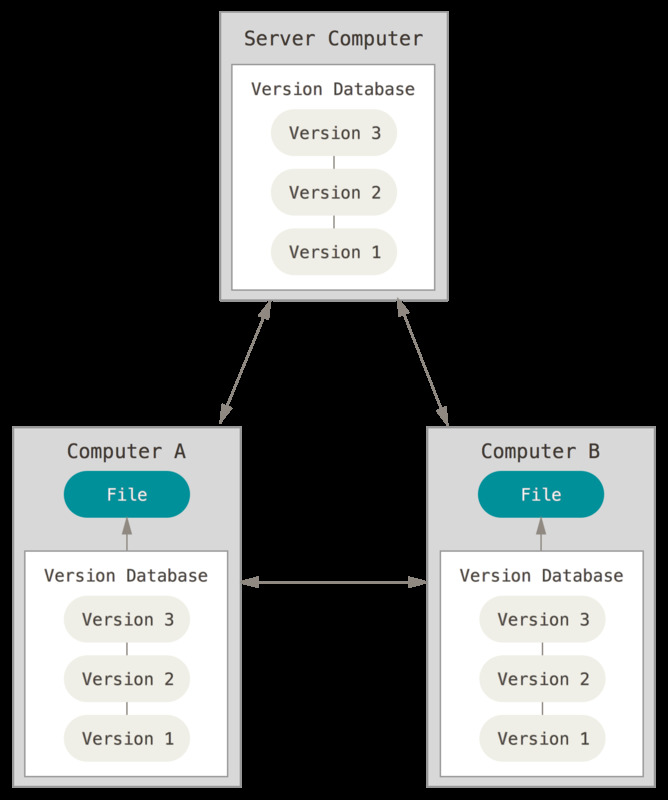 Server Computer
Version Database
Version 3
Version 2
Version 1
Computer A
File
Version Database
Version 3
Version 2
Version 1
Computer B
File
Version Database
Version 3
Version 2
Version 1